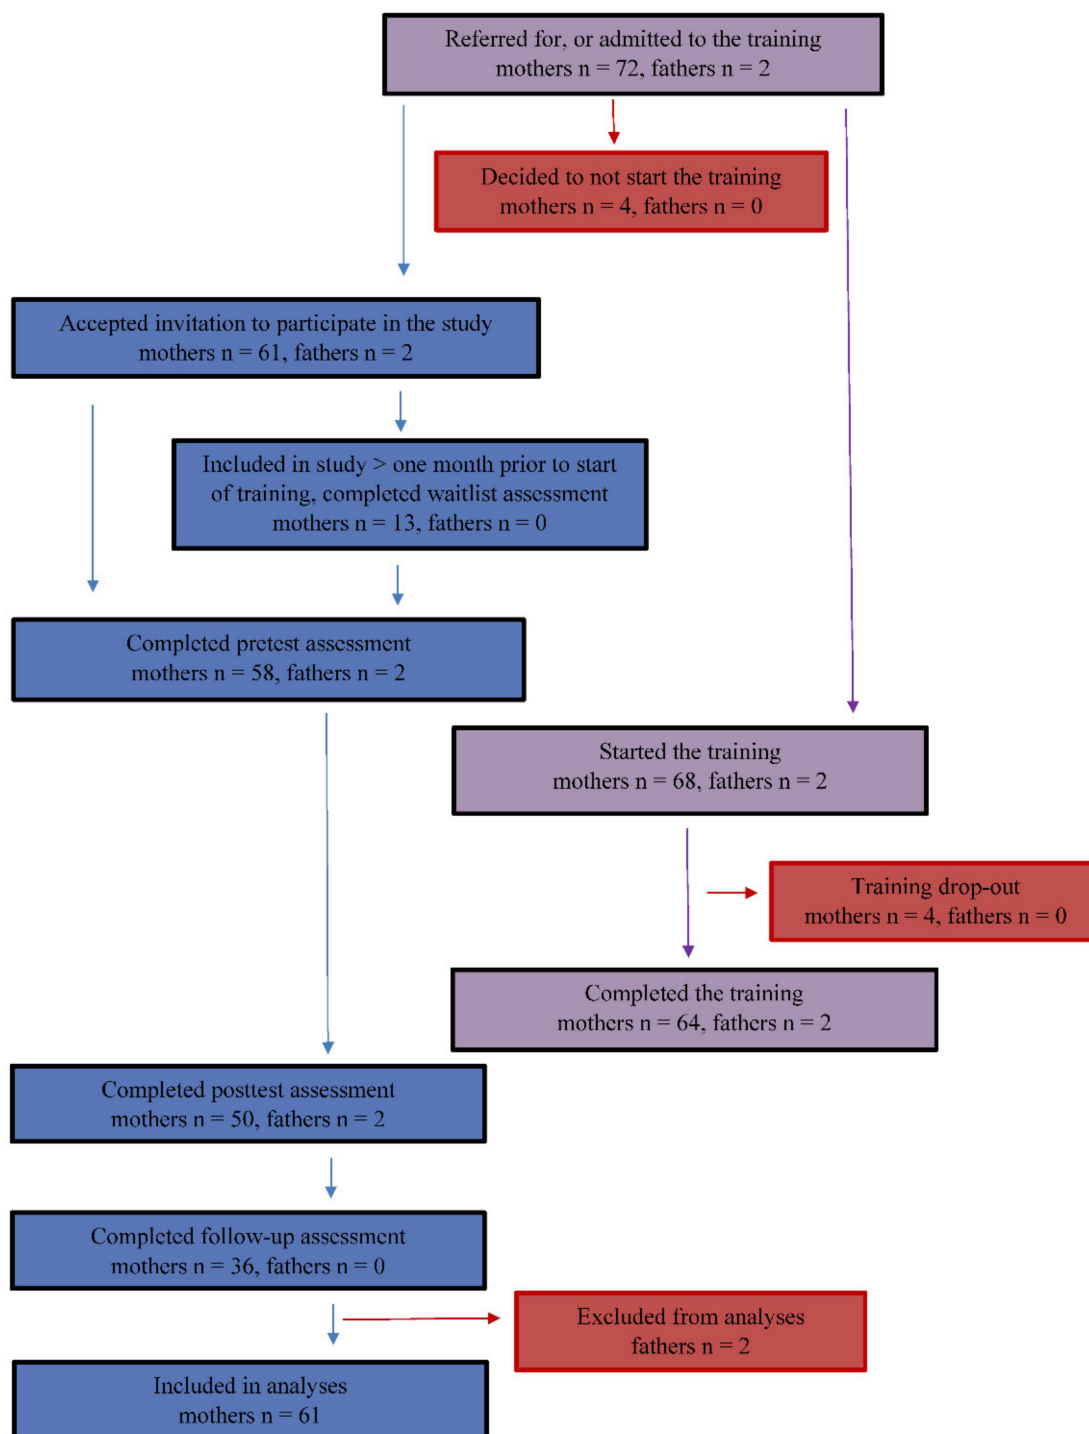 Referred for, or admitted to the training
mothers n = 72, fathers n = 2
Decided to not start the training
mothers n = 4, fathers n = 0
Accepted invitation to participate in the study
mothers n = 61, fathers n = 2
Included in study > one month prior to start
of training, completed waitlist assessment
mothers n = 13, fathers n = 0
Completed pretest assessment
mothers n = 58, fathers n = 2
Started the training
mothers n = 68, fathers n = 2
Training drop-out
mothers n = 4, fathers n = 0
Completed the training
mothers n = 64, fathers n = 2
Completed posttest assessment
mothers n = 50, fathers n = 2
Completed follow-up assessment
mothers n = 36, fathers n = 0
Excluded from analyses
fathers n = 2
Included in analyses
mothers n = 61